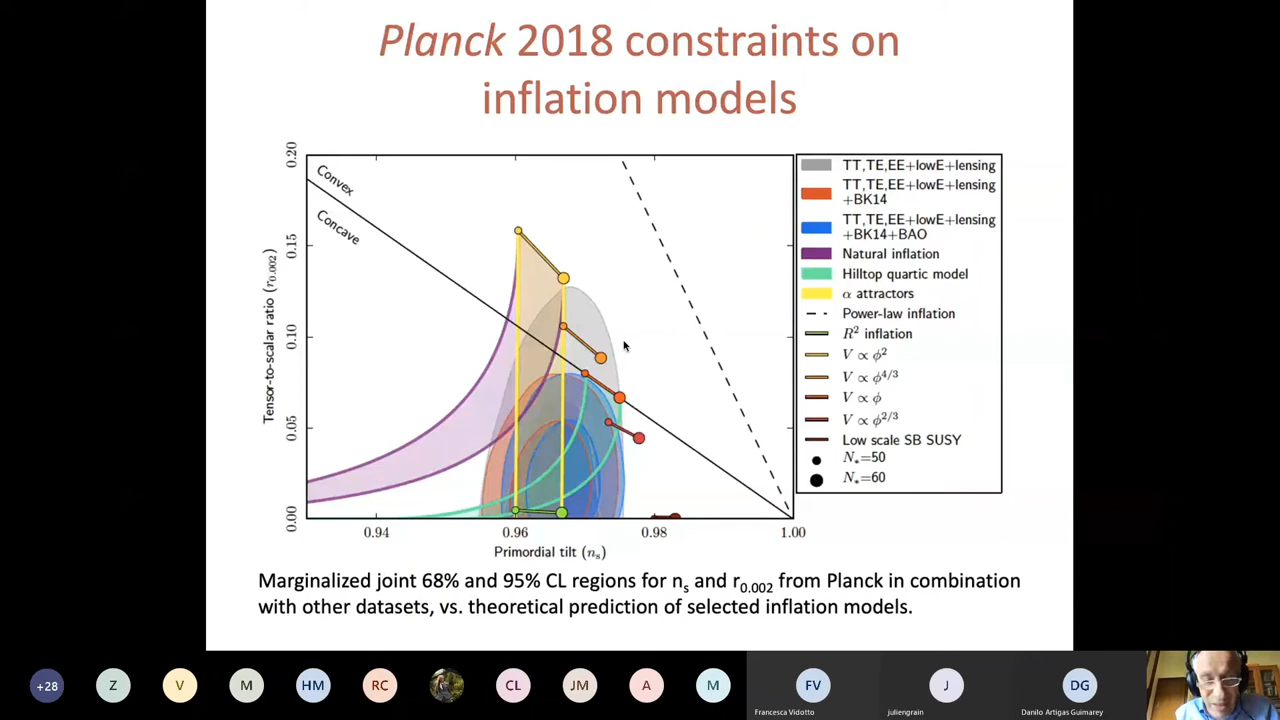 Planck 2018 constraints on
inflation models
0.20
0.15
0.10
0.05
0.00
Tensor-to-scalar ratio (r0.002)
Convex
Concave
0.94
0.96
0.98
1.00
Primordial tilt (ns)
TT,TE,EE+lowE+lensing
TT,TE,EE+lowE+lensing
+BK14
TT,TE,EE+lowE+lensing
+BK14+BAO
Natural inflation
Hilltop quartic model
α attractors
Power-law inflation
R² inflation
V ∝ ϕ²
V ∝ ϕ^4/3
V ∝ ϕ
V ∝ ϕ^2/3
Low scale SB SUSY
N*=50
N*=60
Marginalized joint 68% and 95% CL regions for ns and r0.002 from Planck in combination
with other datasets, vs. theoretical prediction of selected inflation models.
+28
Z
V
M
HM
RC
CL
JM
A
M
FV
J
DG
Francesca Vidotto
juliengrain
Danilo Artigas Guimarey